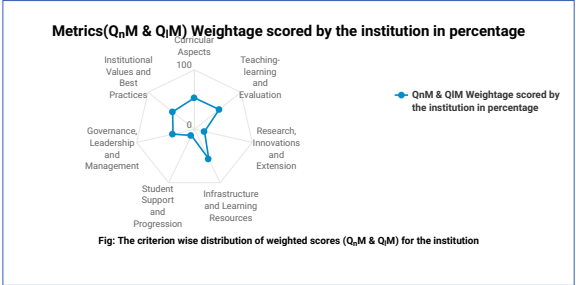 Metrics(QnM & QlM) Weightage scored by the institution in percentage
Curricular
Aspects
100
0
Teaching-
learning and
Evaluation
Research,
Innovations
and
Extension
Infrastructure
and Learning
Resources
Student
Support
and
Progression
Governance,
Leadership
and
Management
Institutional
Values and
Best
Practices
QnM & QlM Weightage scored by
the institution in percentage
Fig: The criterion wise distribution of weighted scores (QnM & QlM) for the institution